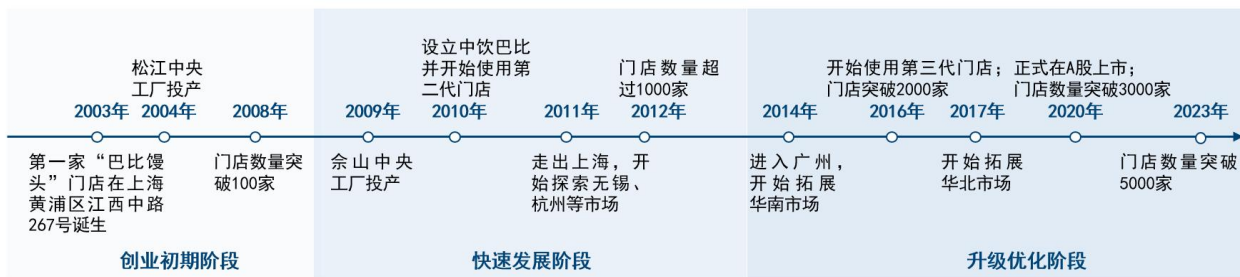 松江中央
工厂投产
设立中饮巴比
并开始使用第
二代门店
门店数量超
过1000家
开始使用第三代门店；
门店突破2000家
正式在A股上市；
门店数量突破3000家
2003年
2004年
2008年
2009年
2010年
2011年
2012年
2014年
2016年
2017年
2020年
2023年
第一家“巴比馒
头”门店在上海
黄浦区江西中路
267号诞生
门店数量突
破100家
佘山中央
工厂投产
走出上海，开
始探索无锡、
杭州等市场
进入广州，
开始拓展
华南市场
开始拓展
华北市场
门店数量突破
5000家
创业初期阶段
快速发展阶段
升级优化阶段